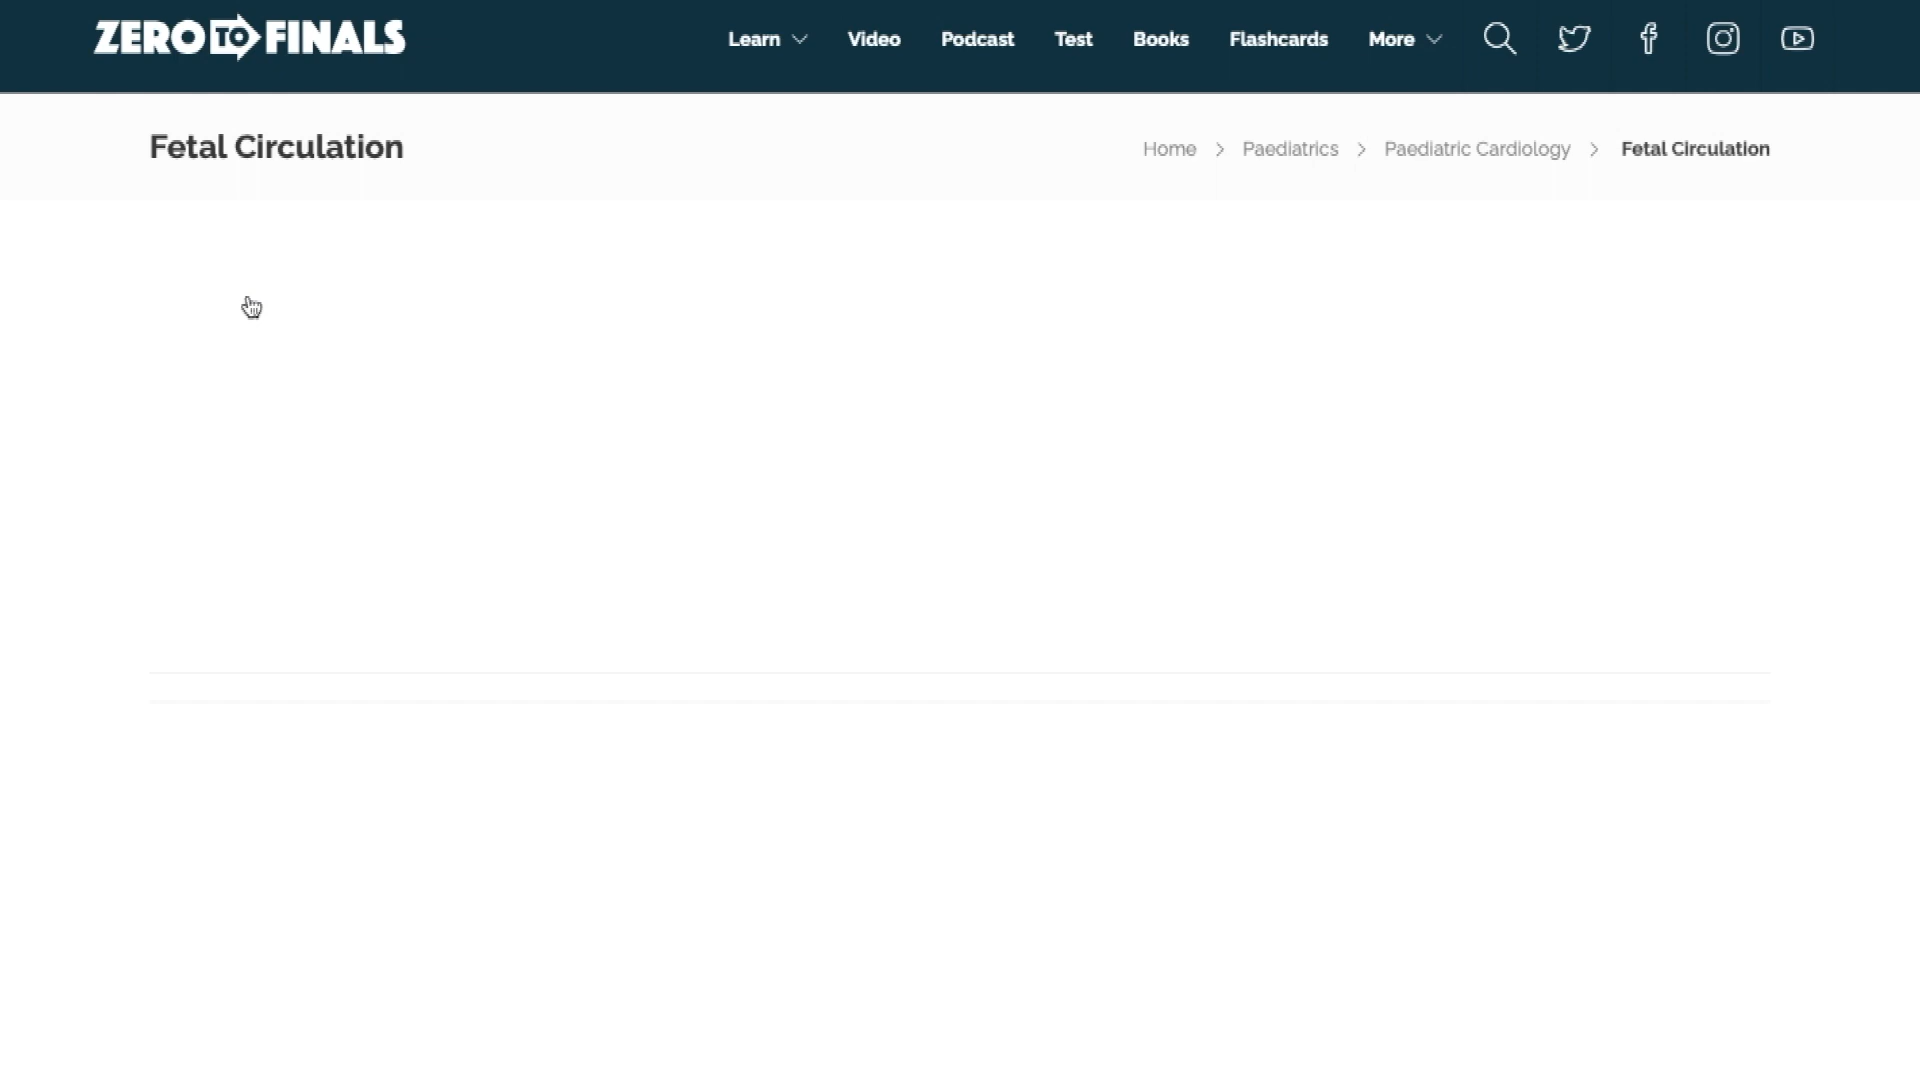 ZERO TO FINALS
Learn Video Podcast Test Books Flashcards More
Fetal Circulation
Home > Paediatrics > Paediatric Cardiology > Fetal Circulation